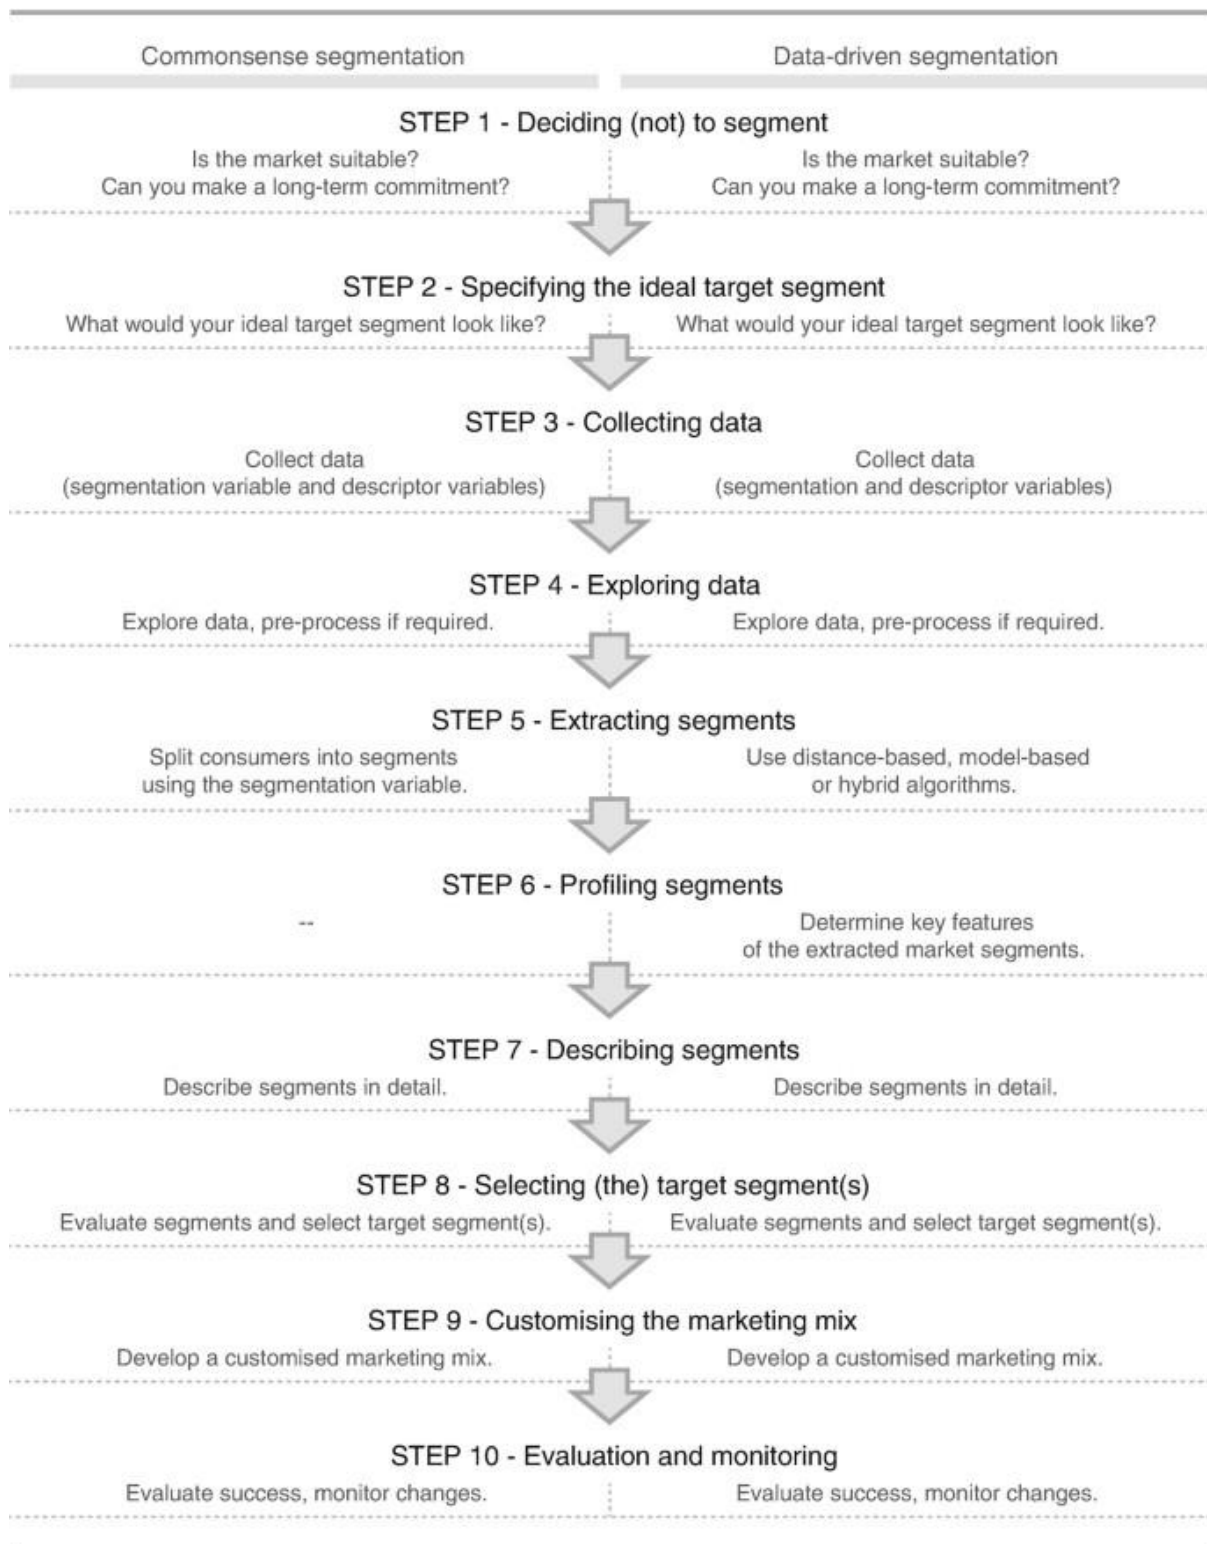 Commonsense segmentation
Data-driven segmentation
STEP 1 - Deciding (not) to segment
Is the market suitable?
Can you make a long-term commitment?
Is the market suitable?
Can you make a long-term commitment?
STEP 2 - Specifying the ideal target segment
What would your ideal target segment look like?
What would your ideal target segment look like?
STEP 3 - Collecting data
Collect data
(segmentation variable and descriptor variables)
Collect data
(segmentation and descriptor variables)
STEP 4 - Exploring data
Explore data, pre-process if required.
Explore data, pre-process if required.
STEP 5 - Extracting segments
Split consumers into segments
using the segmentation variable.
Use distance-based, model-based
or hybrid algorithms.
STEP 6 - Profiling segments
--
Determine key features
of the extracted market segments.
STEP 7 - Describing segments
Describe segments in detail.
Describe segments in detail.
STEP 8 - Selecting (the) target segment(s)
Evaluate segments and select target segment(s).
Evaluate segments and select target segment(s).
STEP 9 - Customising the marketing mix
Develop a customised marketing mix.
Develop a customised marketing mix.
STEP 10 - Evaluation and monitoring
Evaluate success, monitor changes.
Evaluate success, monitor changes.